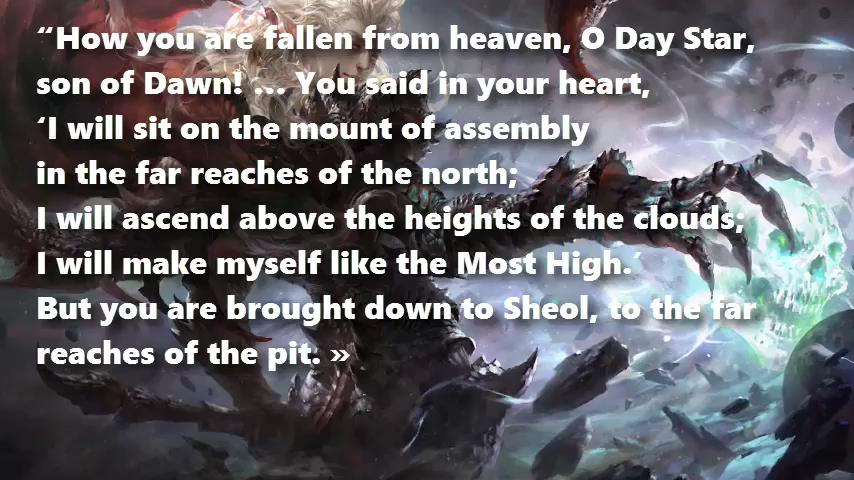 “How you are fallen from heaven, O Day Star,
son of Dawn! ... You said in your heart,
‘I will sit on the mount of assembly
in the far reaches of the north;
I will ascend above the heights of the clouds;
I will make myself like the Most High.´
But you are brought down to Sheol, to the far
reaches of the pit. »